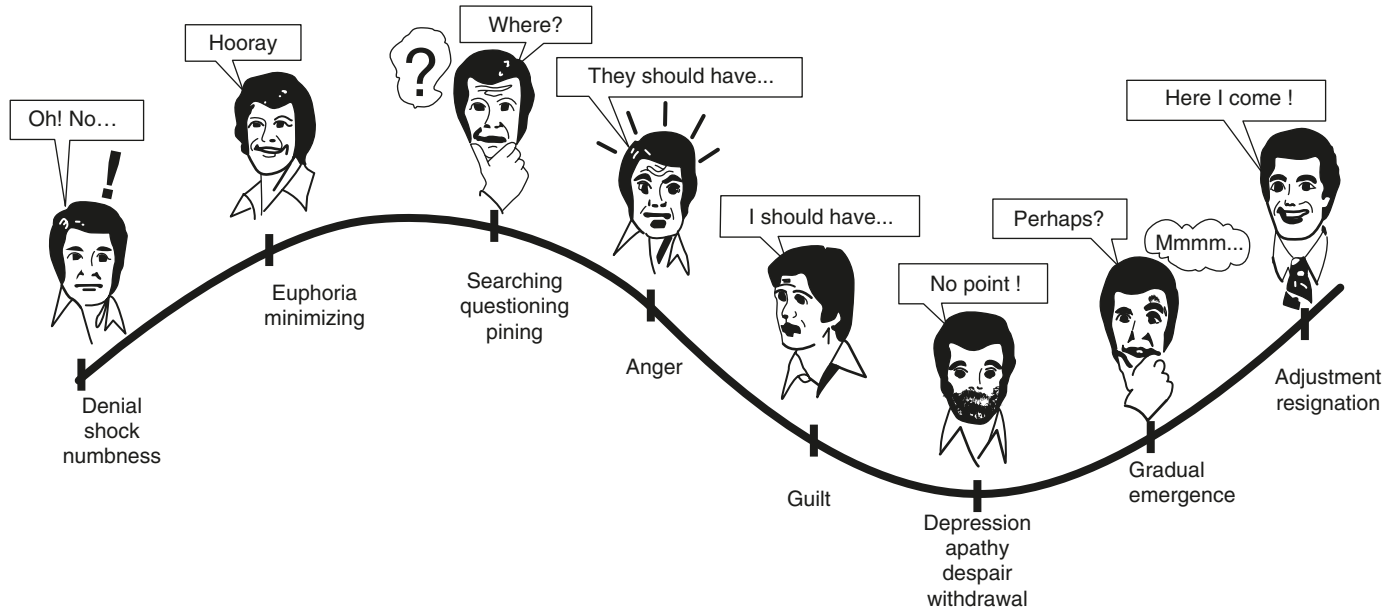 Oh! No...
!
Denial
shock
numbness
Hooray
Euphoria
minimizing
?
Where?
Searching
questioning
pining
They should have...
Anger
I should have...
Guilt
No point !
Depression
apathy
despair
withdrawal
Perhaps?
Mmmm...
Gradual
emergence
Here I come !
Adjustment
resignation